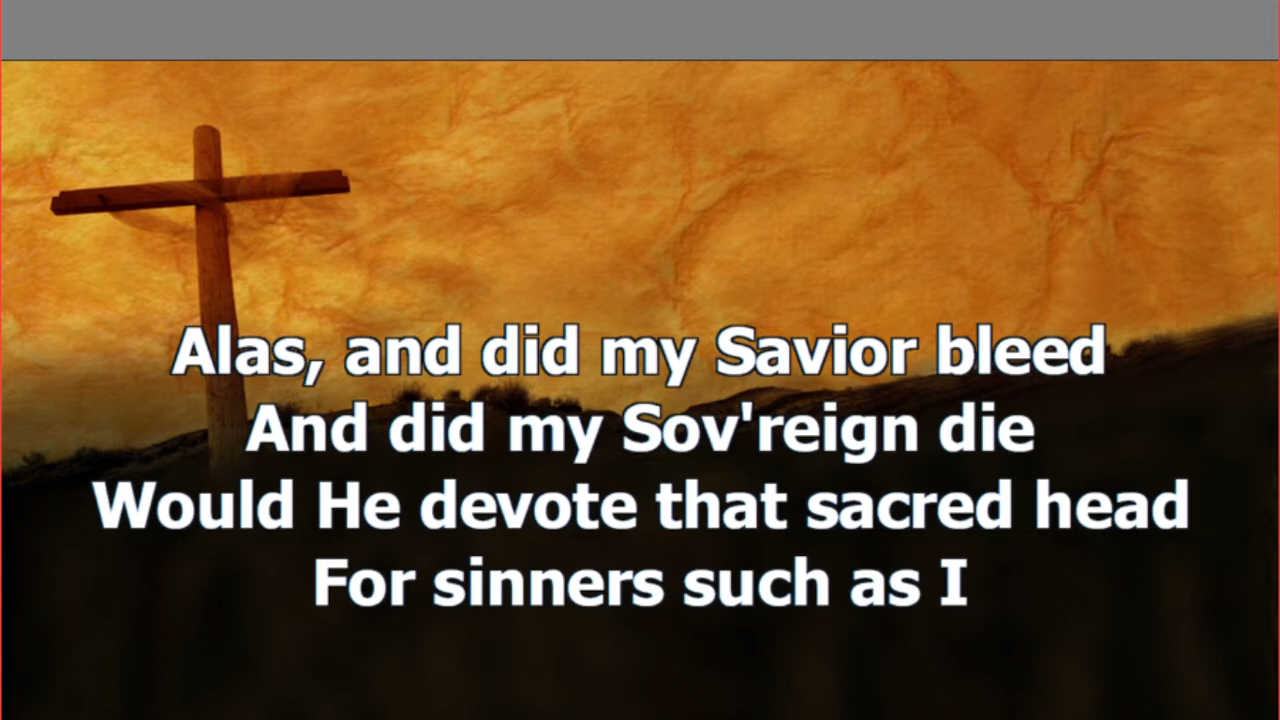 Alas, and did my Savior bleed
And did my Sov'reign die
Would He devote that sacred head
For sinners such as I